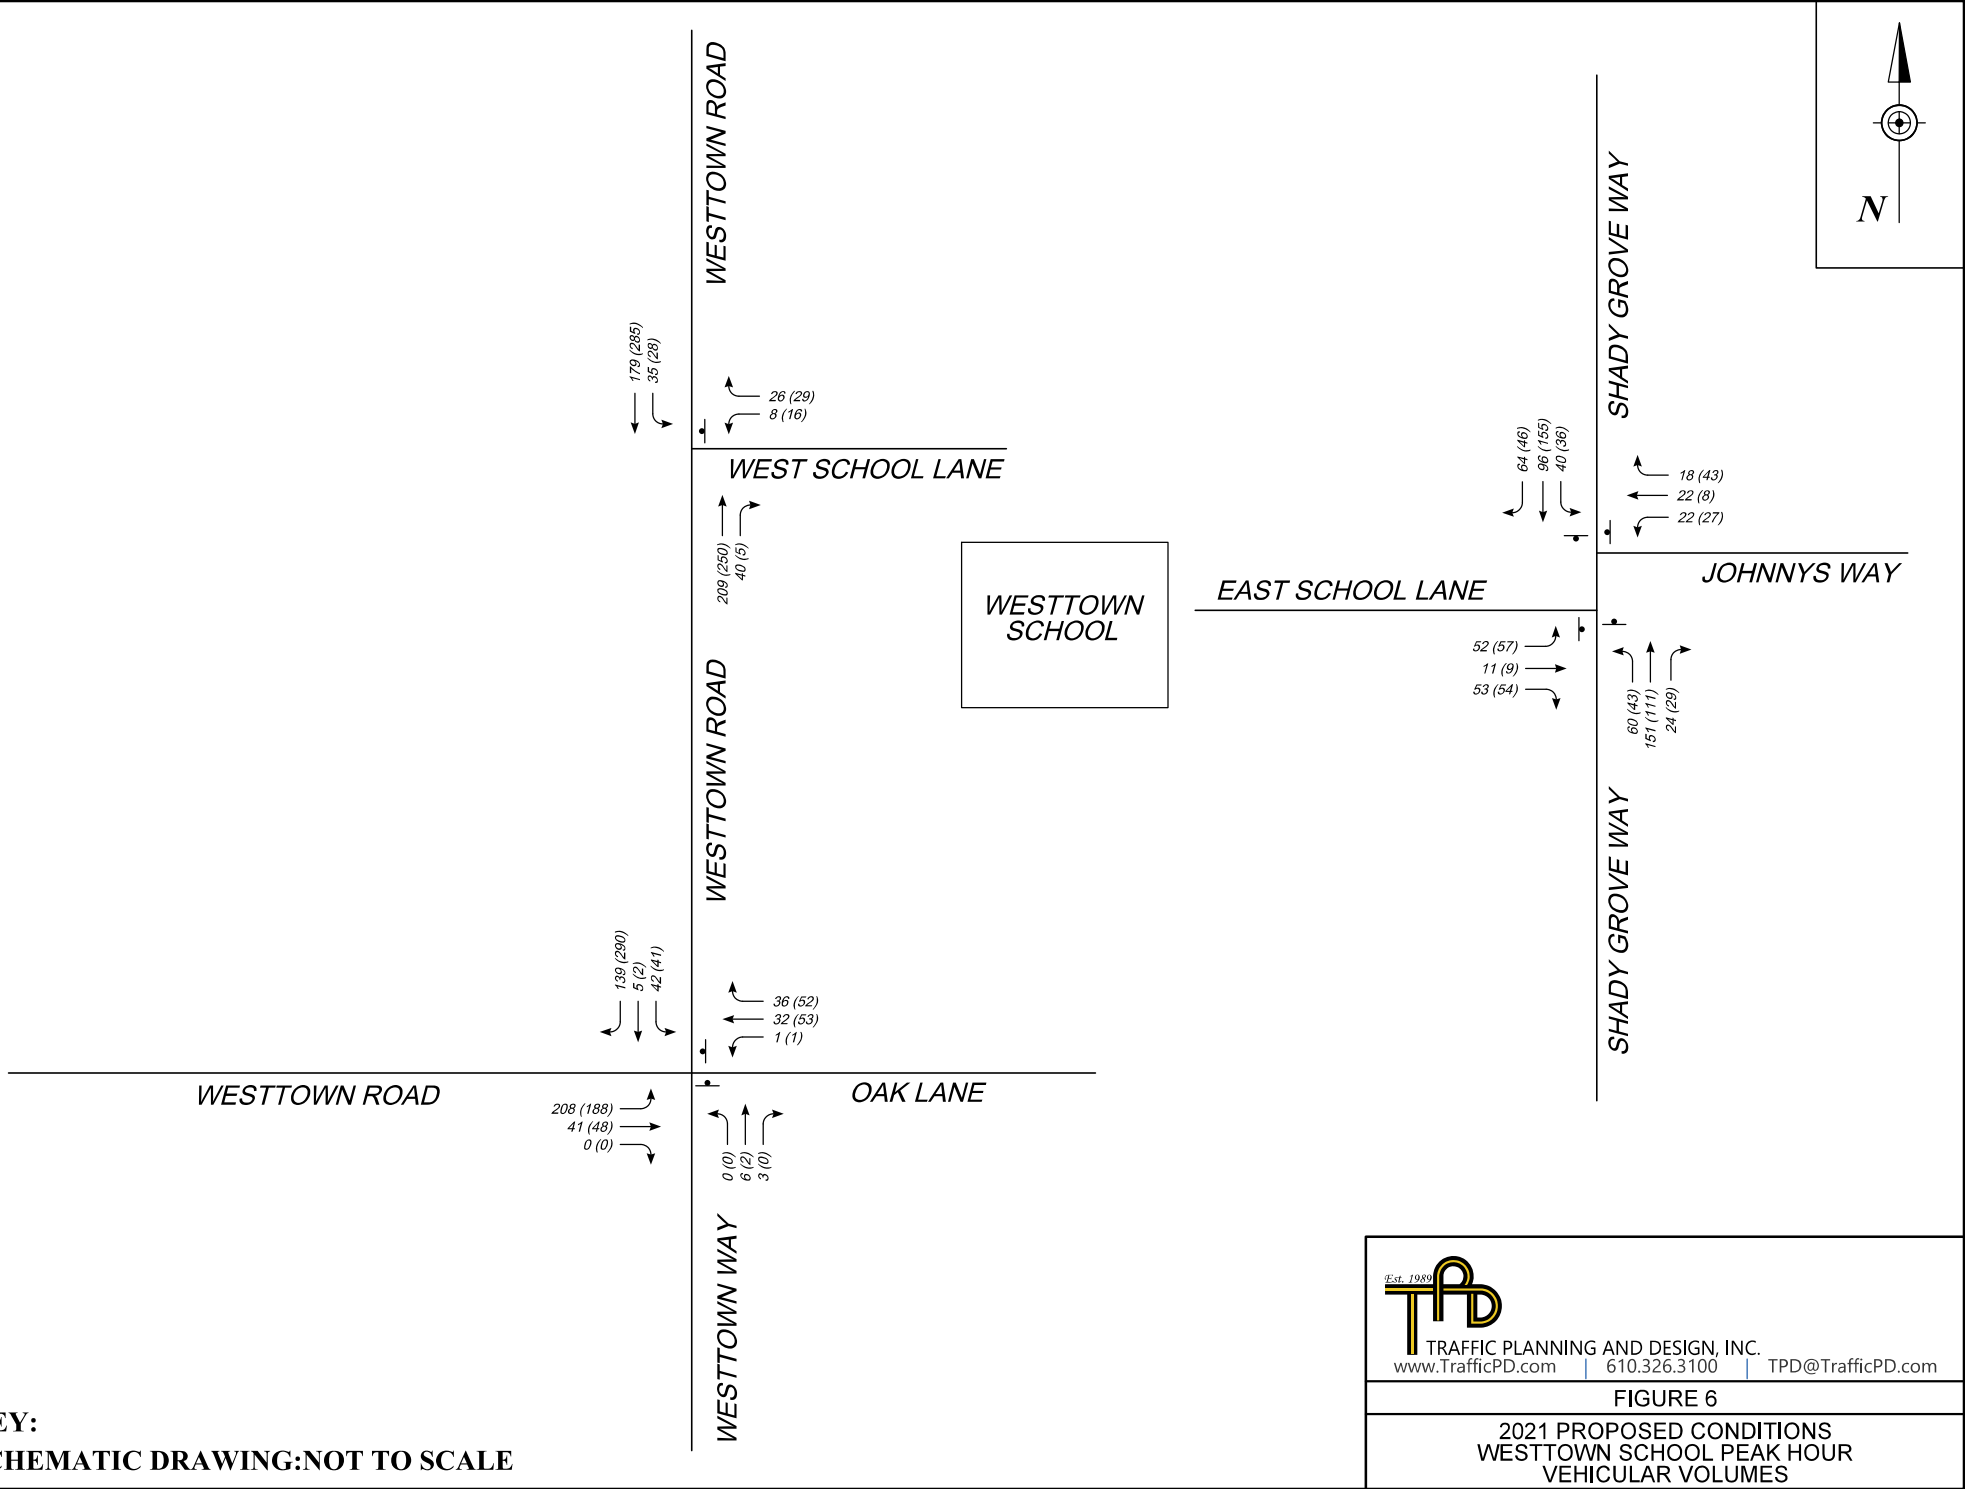 WESTTOWN ROAD
SHADY GROVE WAY
N
179 (285)
35 (28)
26 (29)
8 (16)
WEST SCHOOL LANE
209 (250)
40 (5)
64 (46)
96 (155)
40 (36)
18 (43)
22 (8)
22 (27)
JOHNNYS WAY
EAST SCHOOL LANE
WESTTOWN
SCHOOL
52 (57)
11 (9)
53 (54)
60 (43)
151 (111)
24 (29)
WESTTOWN ROAD
SHADY GROVE WAY
139 (290)
5 (2)
42 (41)
36 (52)
32 (53)
1 (1)
WESTTOWN ROAD
OAK LANE
208 (188)
41 (48)
0 (0)
0 (0)
6 (2)
3 (0)
WESTTOWN WAY
Est. 1989
TPD
TRAFFIC PLANNING AND DESIGN, INC.
www.TrafficPD.com | 610.326.3100 | TPD@TrafficPD.com
FIGURE 6
2021 PROPOSED CONDITIONS
WESTTOWN SCHOOL PEAK HOUR
VEHICULAR VOLUMES
EY:
CHEMATIC DRAWING:NOT TO SCALE